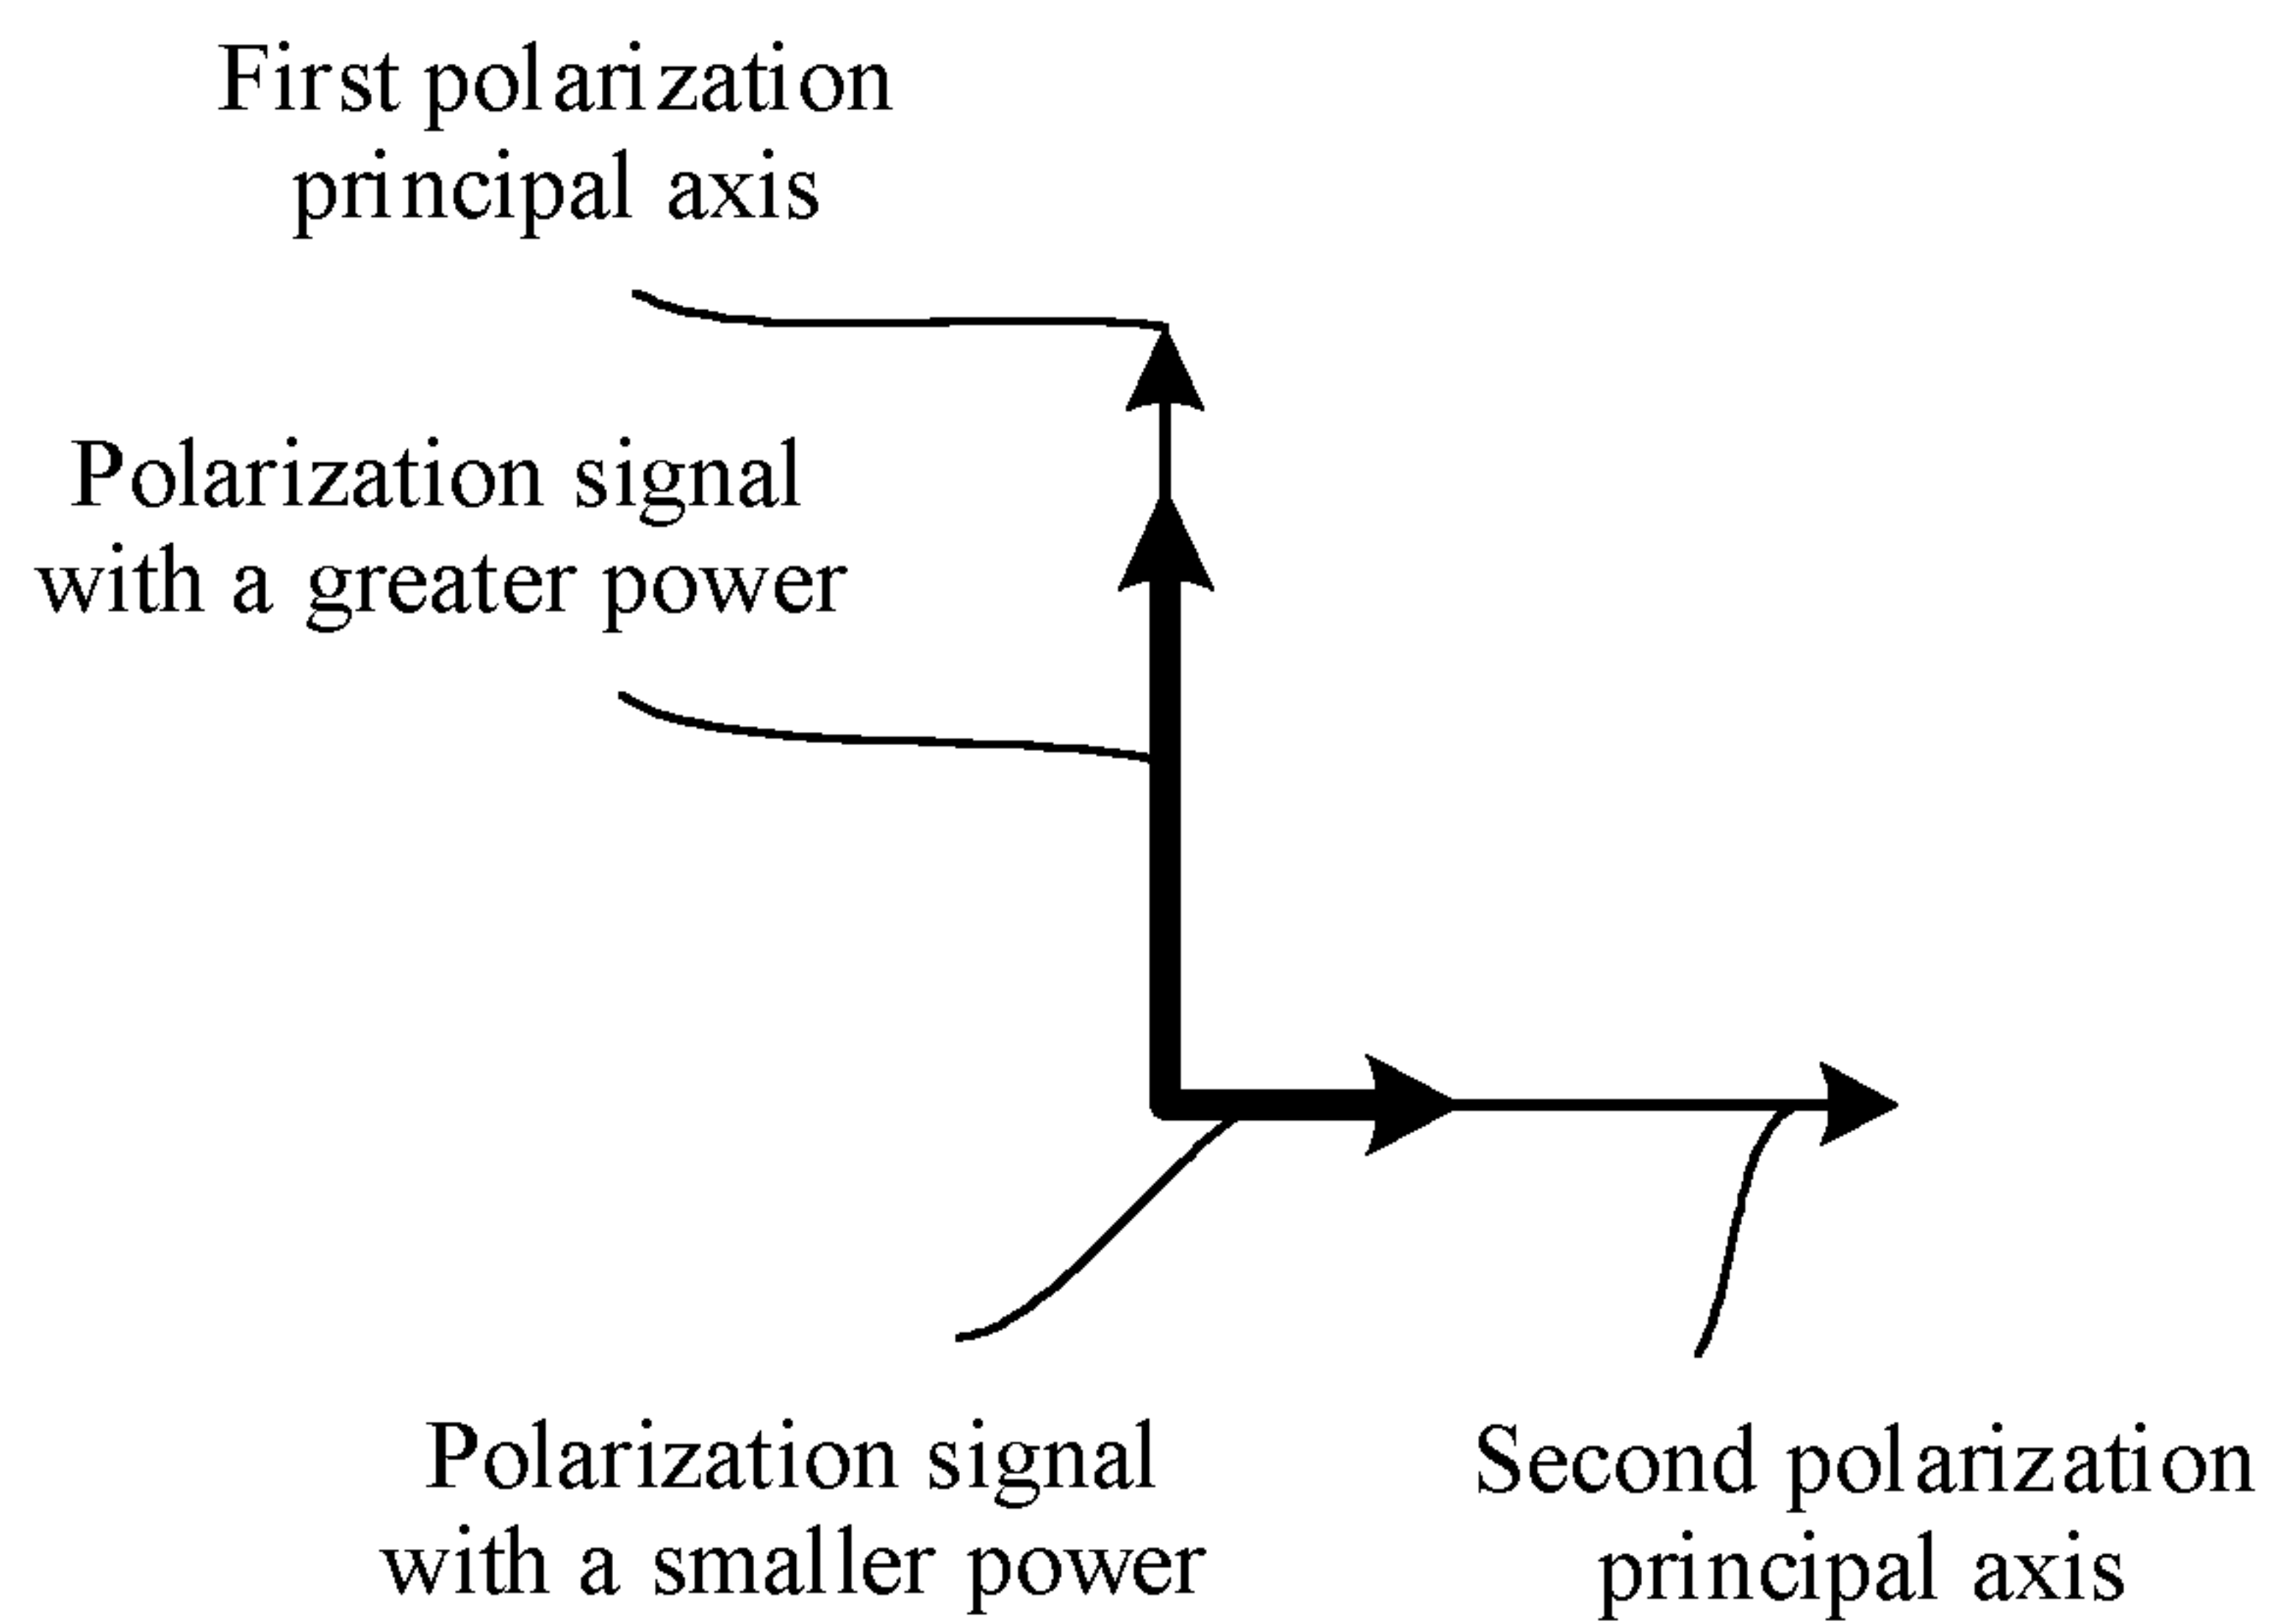 First polarization
principal axis
Polarization signal
with a greater power
Polarization signal
with a smaller power
Second polarization
principal axis